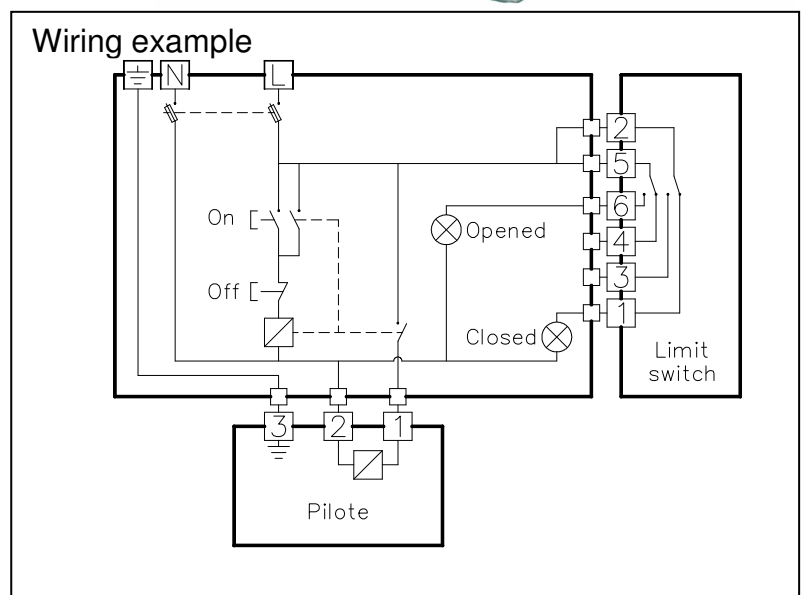 Wiring example
N L
2
5
On
6
Opened
4
Off
3
1
Closed
Limit
switch
3 2 1
Pilote